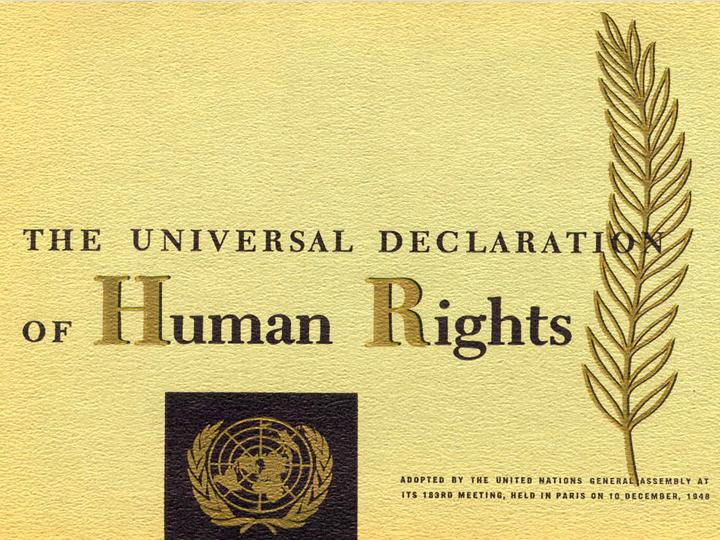 THE UNIVERSAL DECLARATION
OF Human Rights
ADOPTED BY THE UNITED NATIONS GENERAL ASSEMBLY AT
ITS 183RD MEETING, HELD IN PARIS ON 10 DECEMBER, 1948